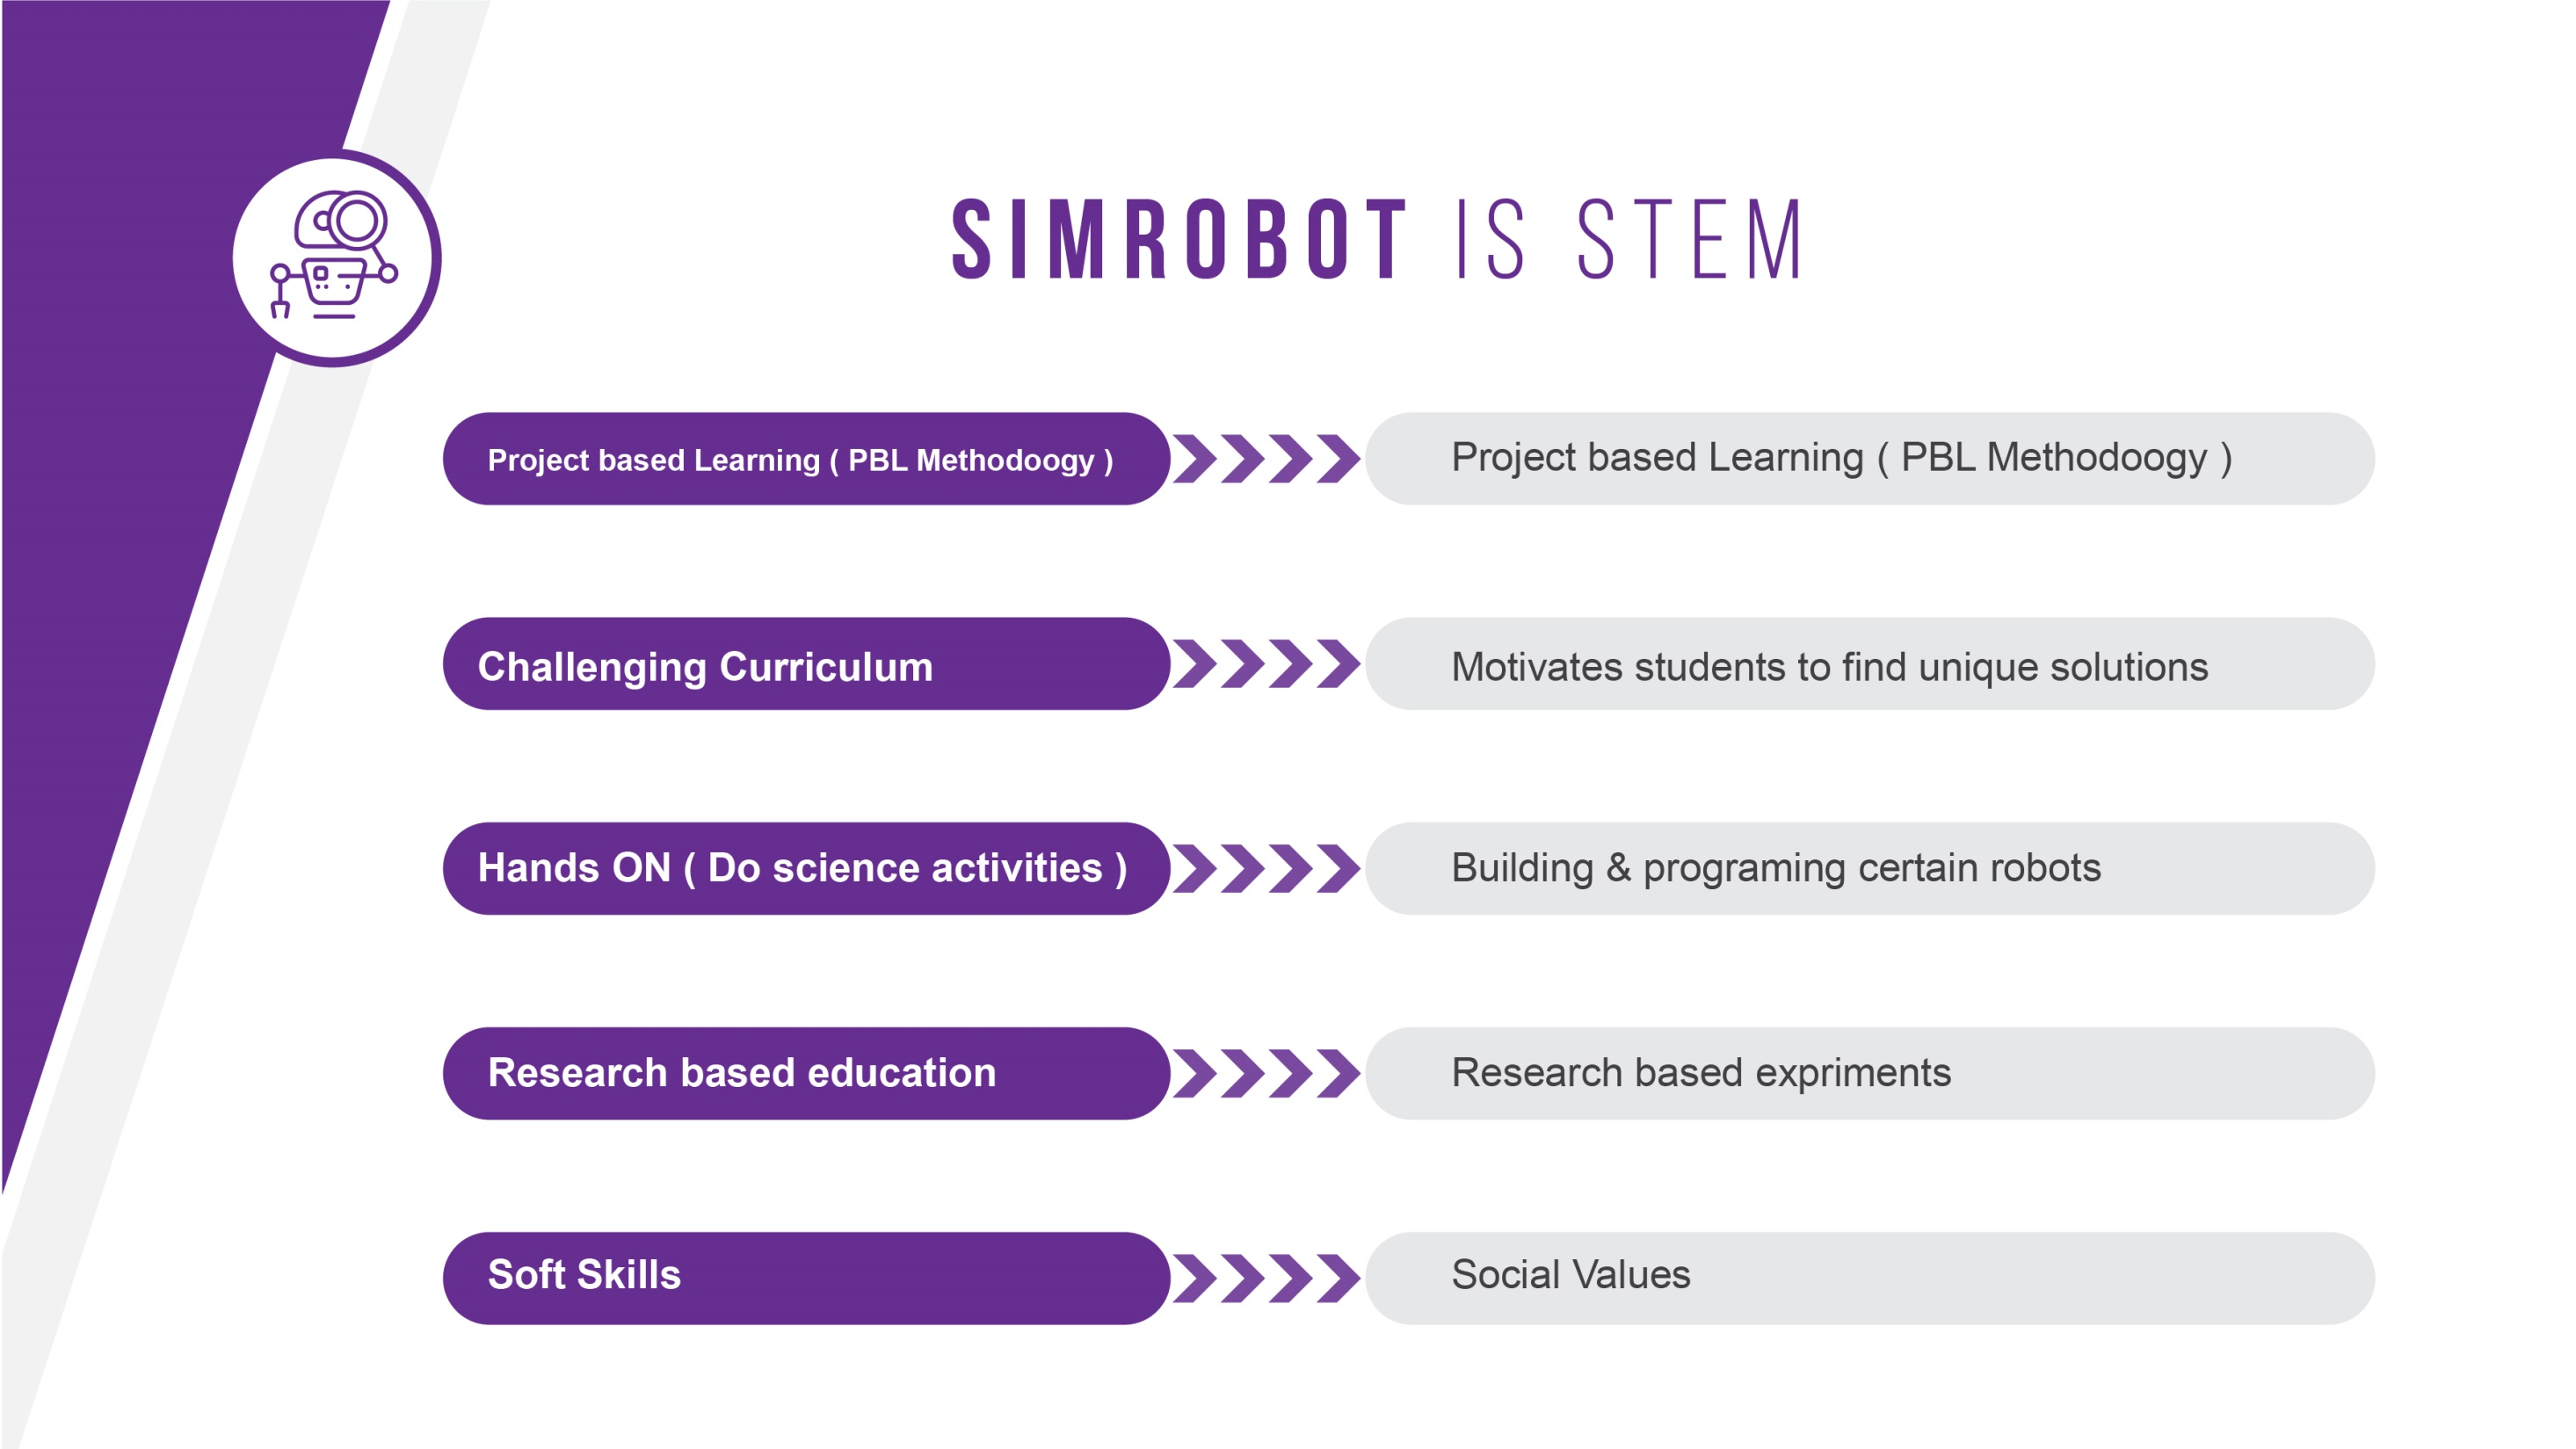 SIMROBOT IS STEM
Project based Learning ( PBL Methodoogy )
Project based Learning ( PBL Methodoogy )
Challenging Curriculum
Motivates students to find unique solutions
Hands ON ( Do science activities )
Building & programing certain robots
Research based education
Research based expriments
Soft Skills
Social Values